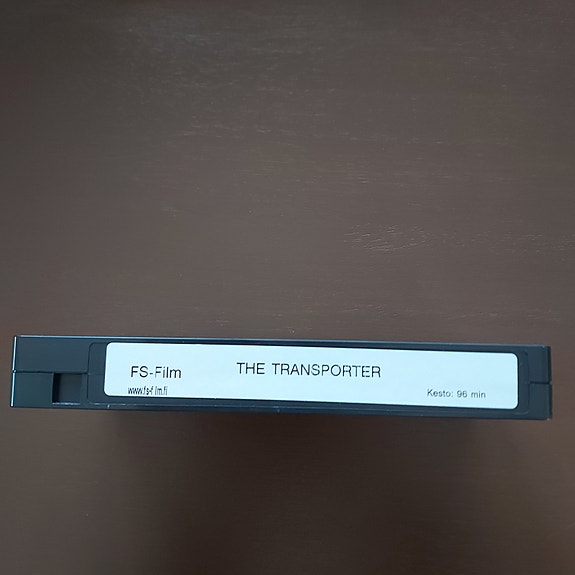 FS-Film
THE TRANSPORTER
www.fs-film.fi
Kesto: 96 min